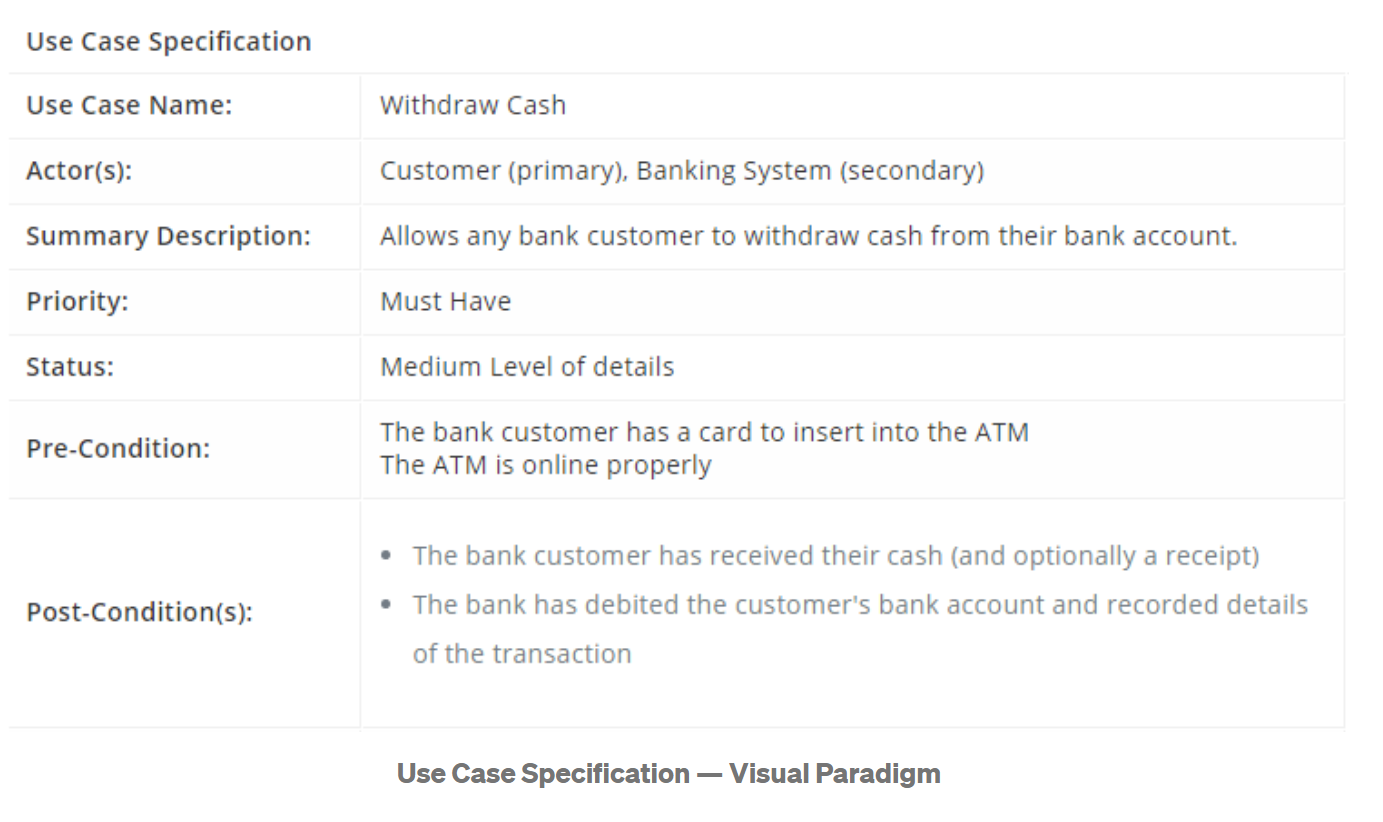 Use Case Specification
Use Case Name: Withdraw Cash
Actor(s): Customer (primary), Banking System (secondary)
Summary Description: Allows any bank customer to withdraw cash from their bank account.
Priority: Must Have
Status: Medium Level of details
Pre-Condition: The bank customer has a card to insert into the ATM
The ATM is online properly
Post-Condition(s):
• The bank customer has received their cash (and optionally a receipt)
• The bank has debited the customer's bank account and recorded details
of the transaction
Use Case Specification — Visual Paradigm